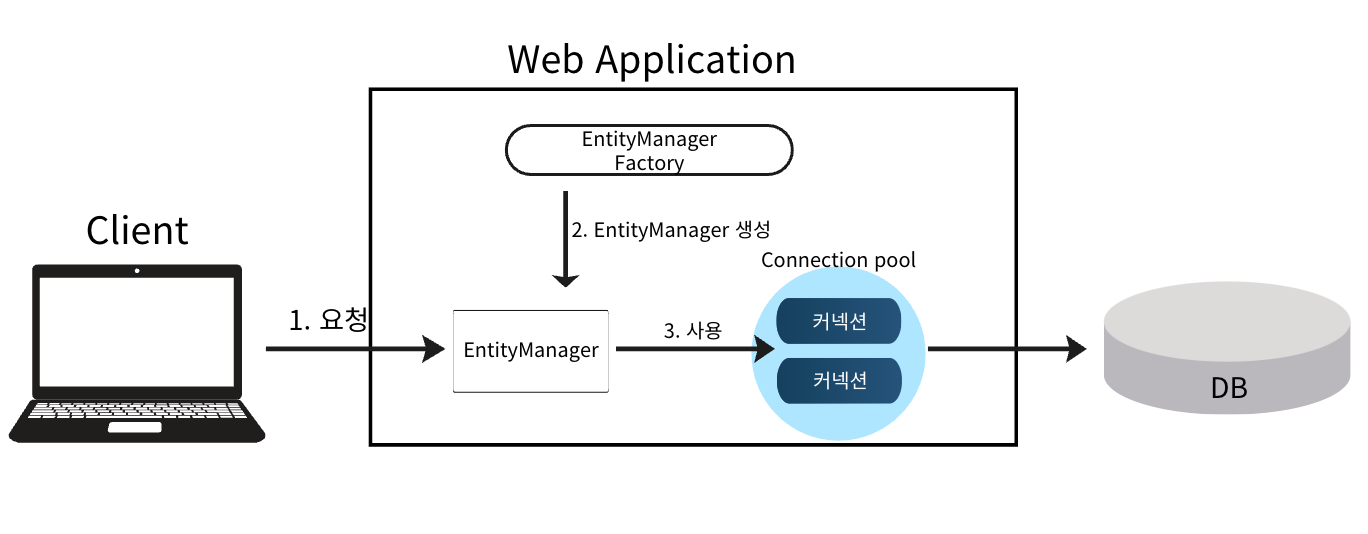 Web Application
EntityManager
Factory
Client
2. EntityManager 생성
Connection pool
1. 요청
커넥션
EntityManager
3. 사용
커넥션
DB